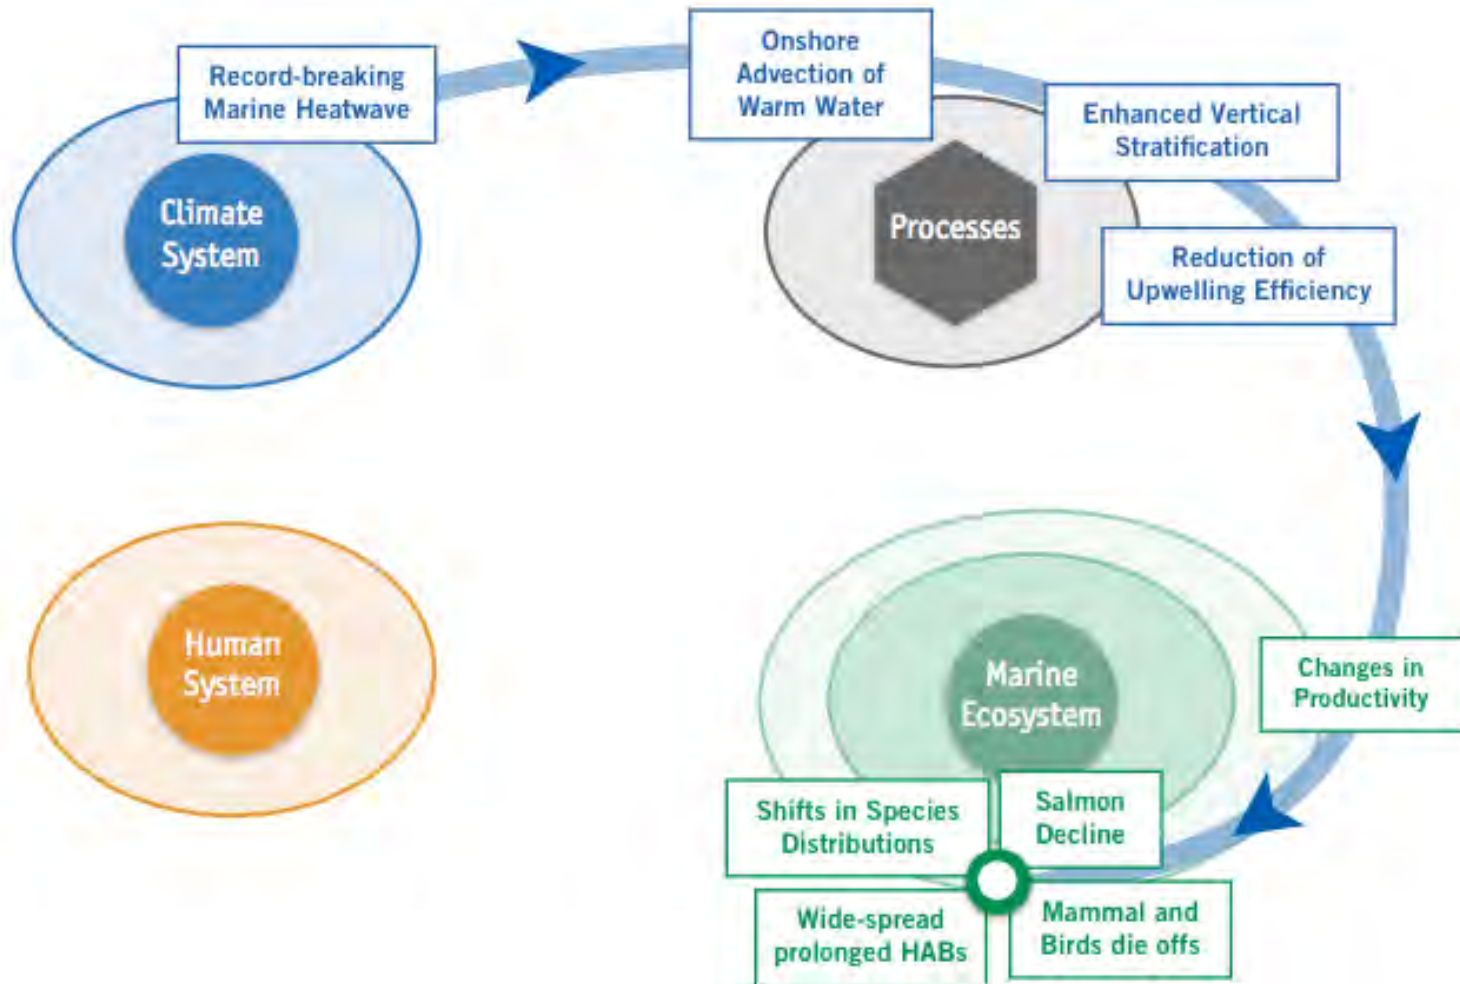 Record-breaking
Marine Heatwave
Onshore
Advection of
Warm Water
Enhanced Vertical
Stratification
Climate
System
Processes
Reduction of
Upwelling Efficiency
Human
System
Marine
Ecosystem
Changes in
Productivity
Shifts in Species
Distributions
Salmon
Decline
Wide-spread
prolonged HABs
Mammal and
Birds die offs